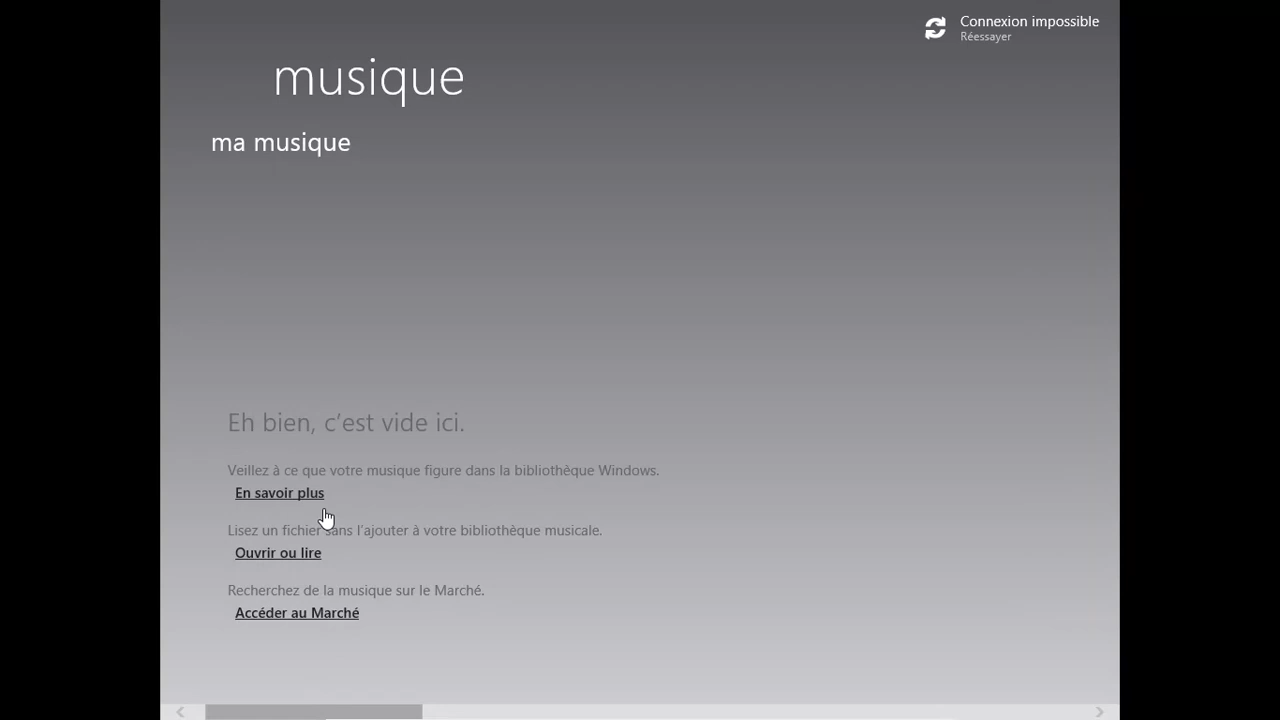 Connexion impossible
Réessayer
musique
ma musique
Eh bien, c’est vide ici.
Veillez à ce que votre musique figure dans la bibliothèque Windows.
En savoir plus
Lisez un fichier sans l’ajouter à votre bibliothèque musicale.
Ouvrir ou lire
Recherchez de la musique sur le Marché.
Accéder au Marché